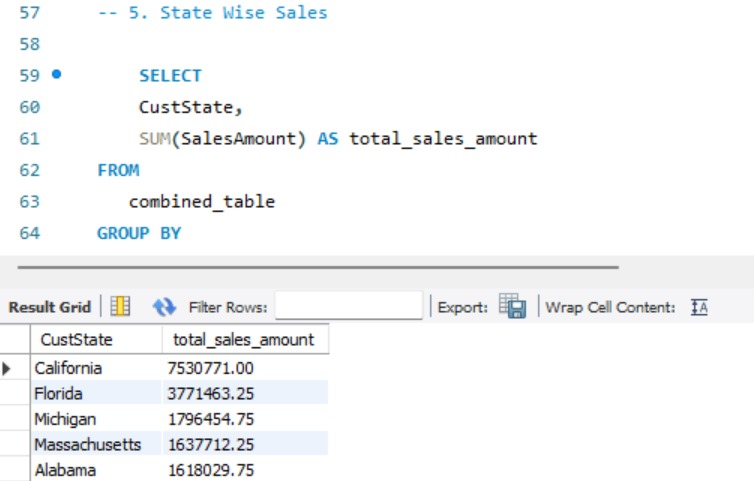 57 -- 5. State Wise Sales
58
59 SELECT
60 CustState,
61 SUM(SalesAmount) AS total_sales_amount
62 FROM
63 combined_table
64 GROUP BY
Result Grid Filter Rows: Export: Wrap Cell Content: IA
CustState total_sales_amount
California 7530771.00
Florida 3771463.25
Michigan 1796454.75
Massachusetts 1637712.25
Alabama 1618029.75